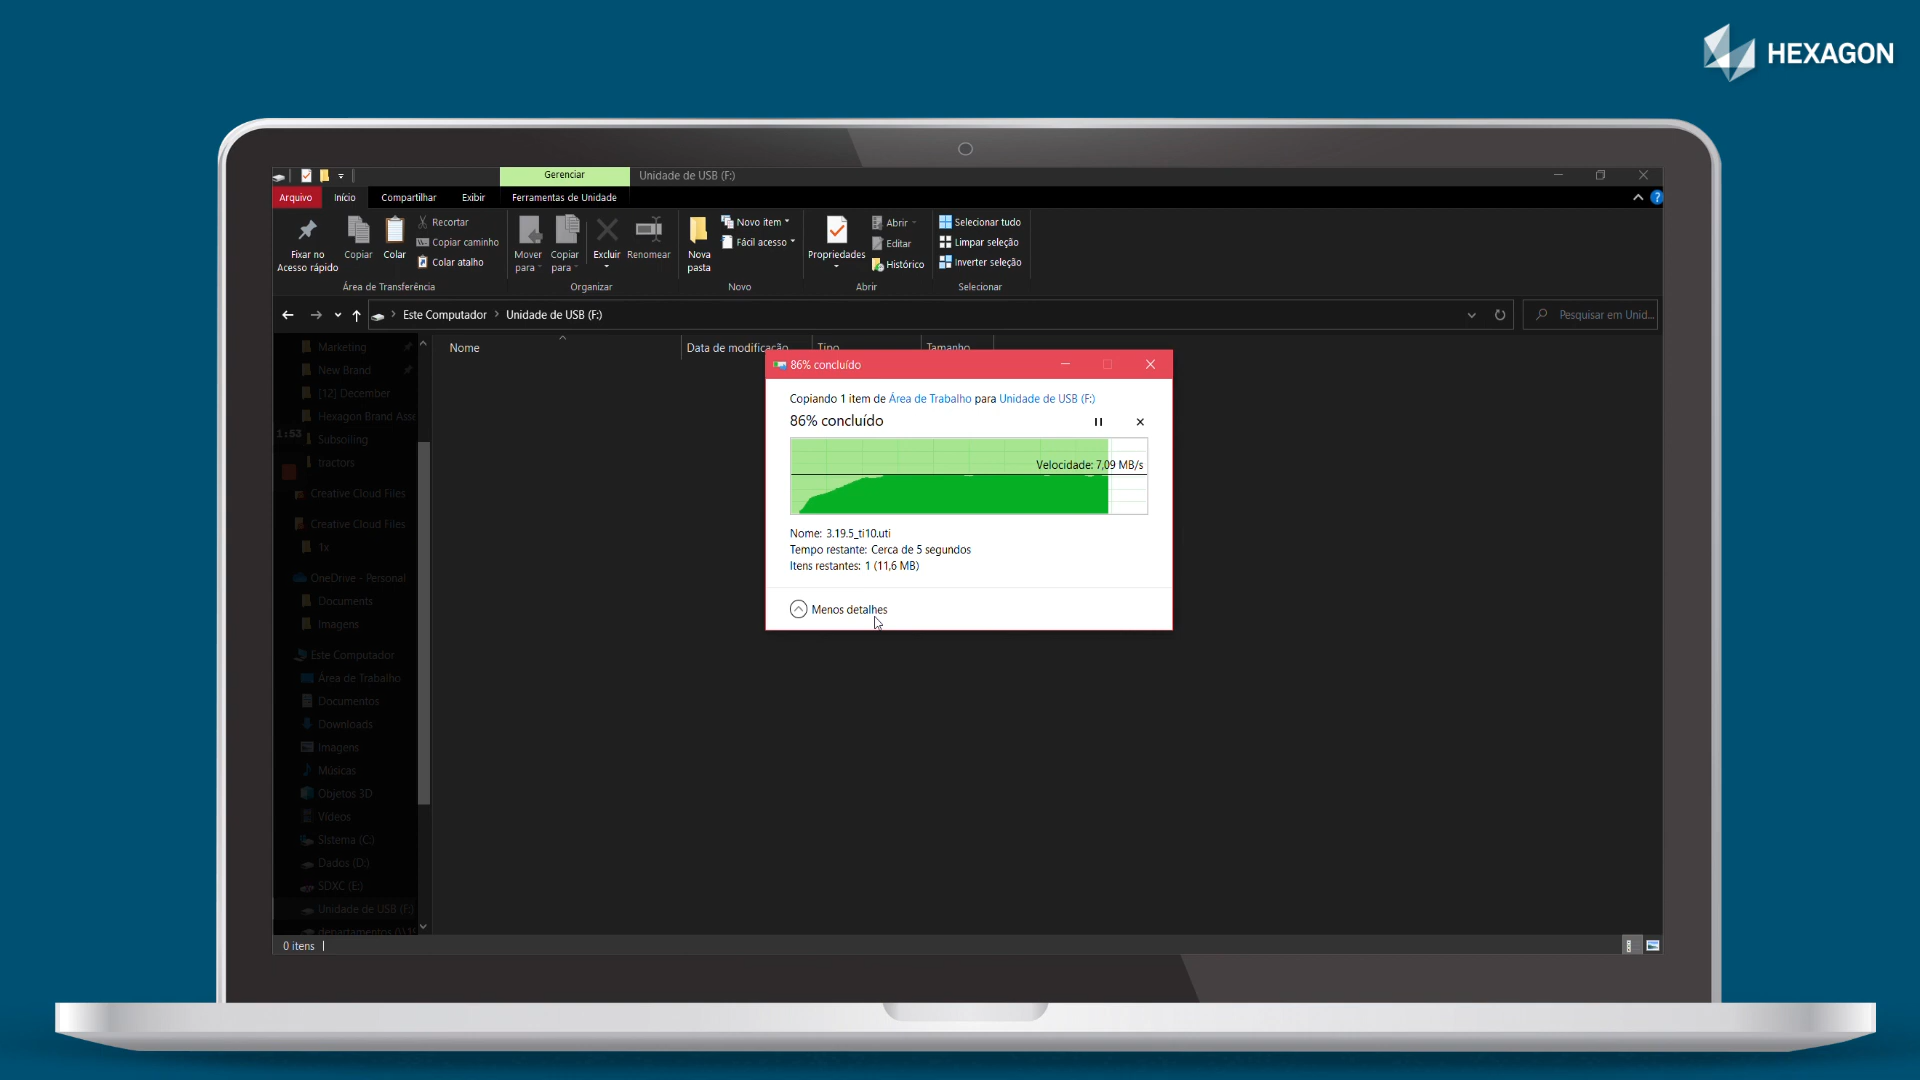 HEXAGON
Gerenciar
Unidade de USB (F:)
Arquivo
Início
Compartilhar
Exibir
Ferramentas de Unidade
Fixar no
Acesso rápido
Copiar
Colar
Recortar
Copiar caminho
Colar atalho
Área de Transferência
Mover
para
Copiar
para
Excluir
Renomear
Organizar
Nova
pasta
Novo item
Fácil acesso
Novo
Propriedades
Abrir
Editar
Histórico
Abrir
Selecionar tudo
Limpar seleção
Inverter seleção
Selecionar
Este Computador > Unidade de USB (F:)
Pesquisar em Unid...
Nome
Data de modificação
Tipo
Tamanho
Marketing
New Brand
[12] December
Hexagon Brand Asse
1:53
Subsoiling
tractors
Creative Cloud Files
Creative Cloud Files
1x
OneDrive - Personal
Documents
Imagens
Este Computador
Área de Trabalho
Documentos
Downloads
Imagens
Músicas
Objetos 3D
Vídeos
Sistema (C:)
Dados (D:)
SDXC (E:)
Unidade de USB (F:)
0 itens
86% concluído
Copiando 1 item de Área de Trabalho para Unidade de USB (F:)
86% concluído
Velocidade: 7,09 MB/s
Nome: 3.19.5_ti10.uti
Tempo restante: Cerca de 5 segundos
Itens restantes: 1 (11,6 MB)
Menos detalhes